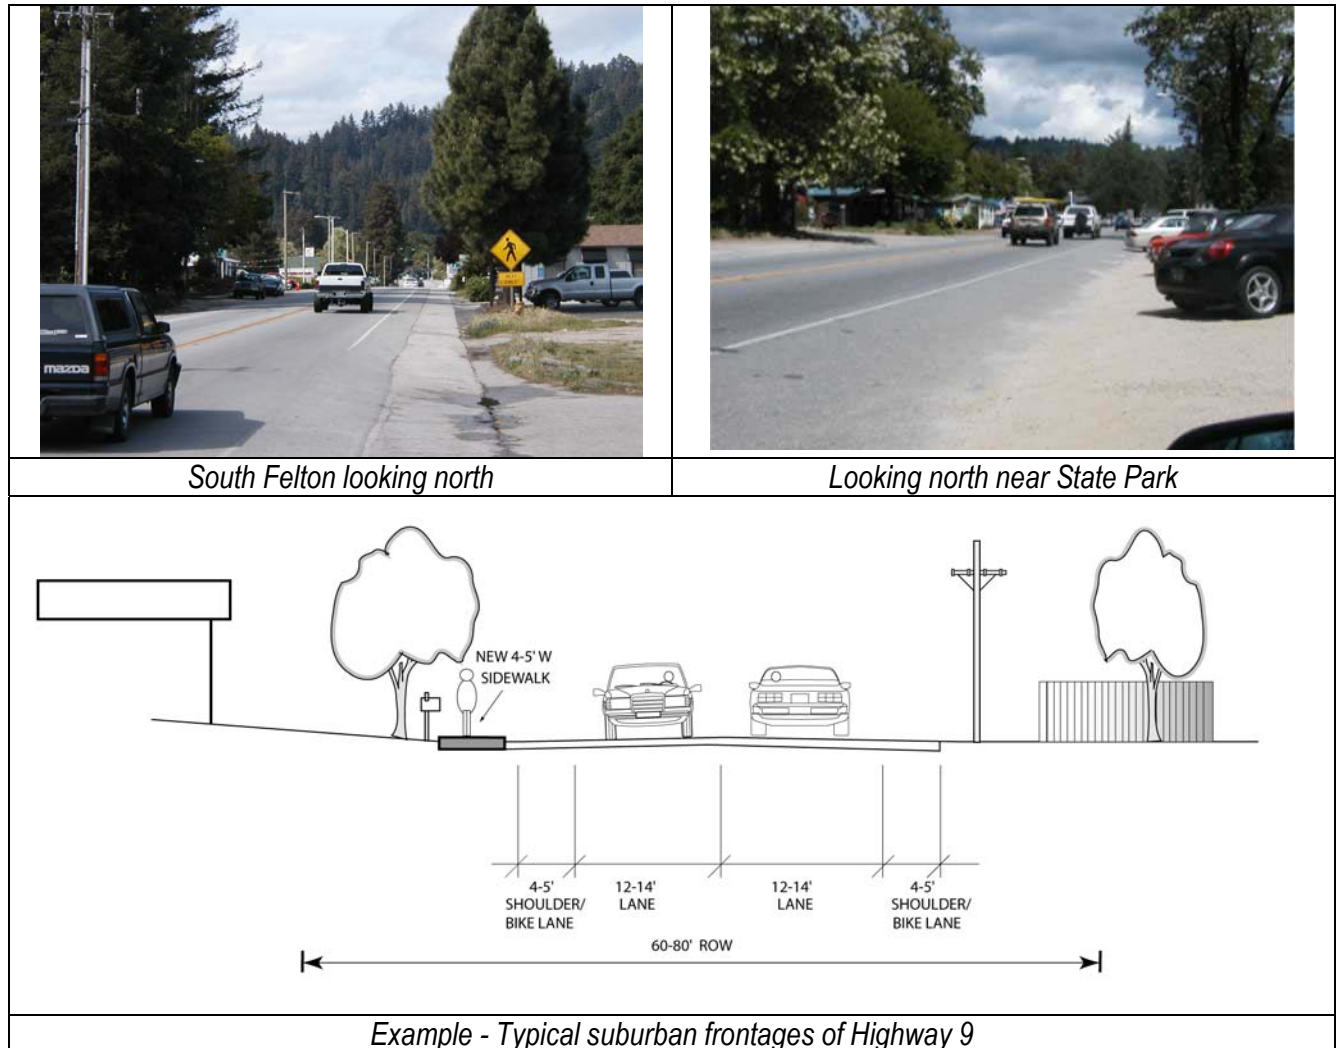 mazda
South Felton looking north
Looking north near State Park
NEW 4-5' W
SIDEWALK
4-5'
SHOULDER/
BIKE LANE
12-14'
LANE
12-14'
LANE
4-5'
SHOULDER/
BIKE LANE
60-80' ROW
Example - Typical suburban frontages of Highway 9